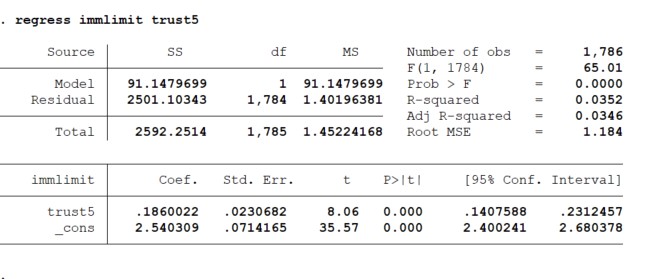 . regress immlimit trust5
Source SS df MS Number of obs = 1,786
F(1, 1784) = 65.01
Model 91.1479699 1 91.1479699 Prob > F = 0.0000
Residual 2501.10343 1,784 1.40196381 R-squared = 0.0352
Adj R-squared = 0.0346
Total 2592.2514 1,785 1.45224168 Root MSE = 1.184
immlimit Coef. Std. Err. t P>|t| [95% Conf. Interval]
trust5 .1860022 .0230682 8.06 0.000 .1407588 .2312457
_cons 2.540309 .0714165 35.57 0.000 2.400241 2.680378
.